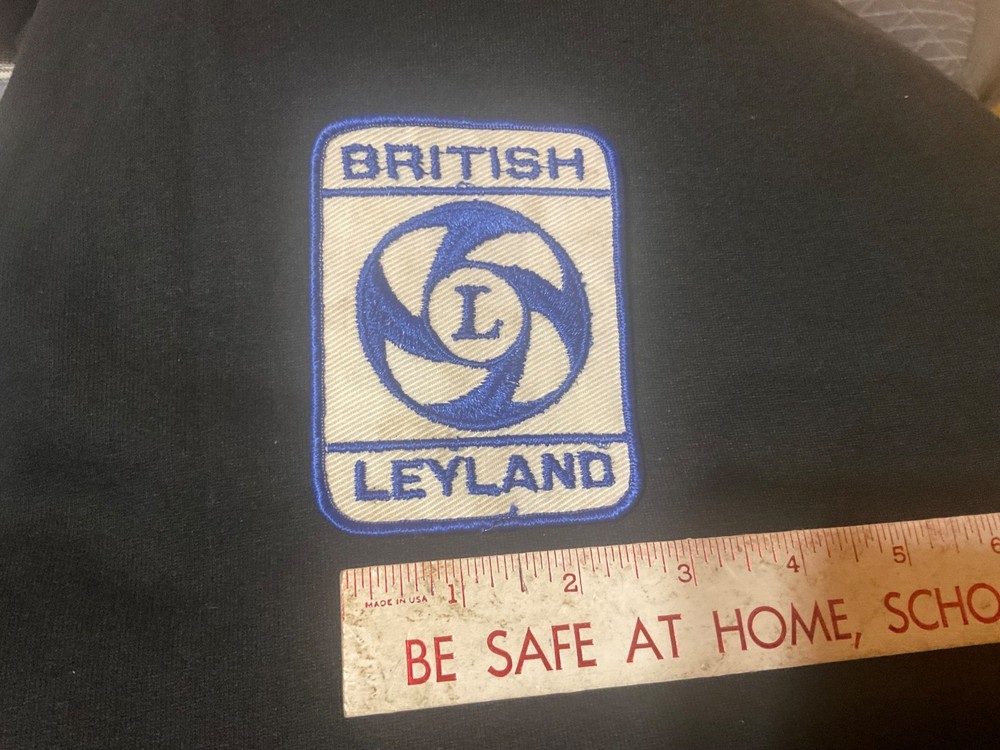 BRITISH
L
LEYLAND
1 2 3 4 5 6
MADE IN USA
BE SAFE AT HOME, SCHO